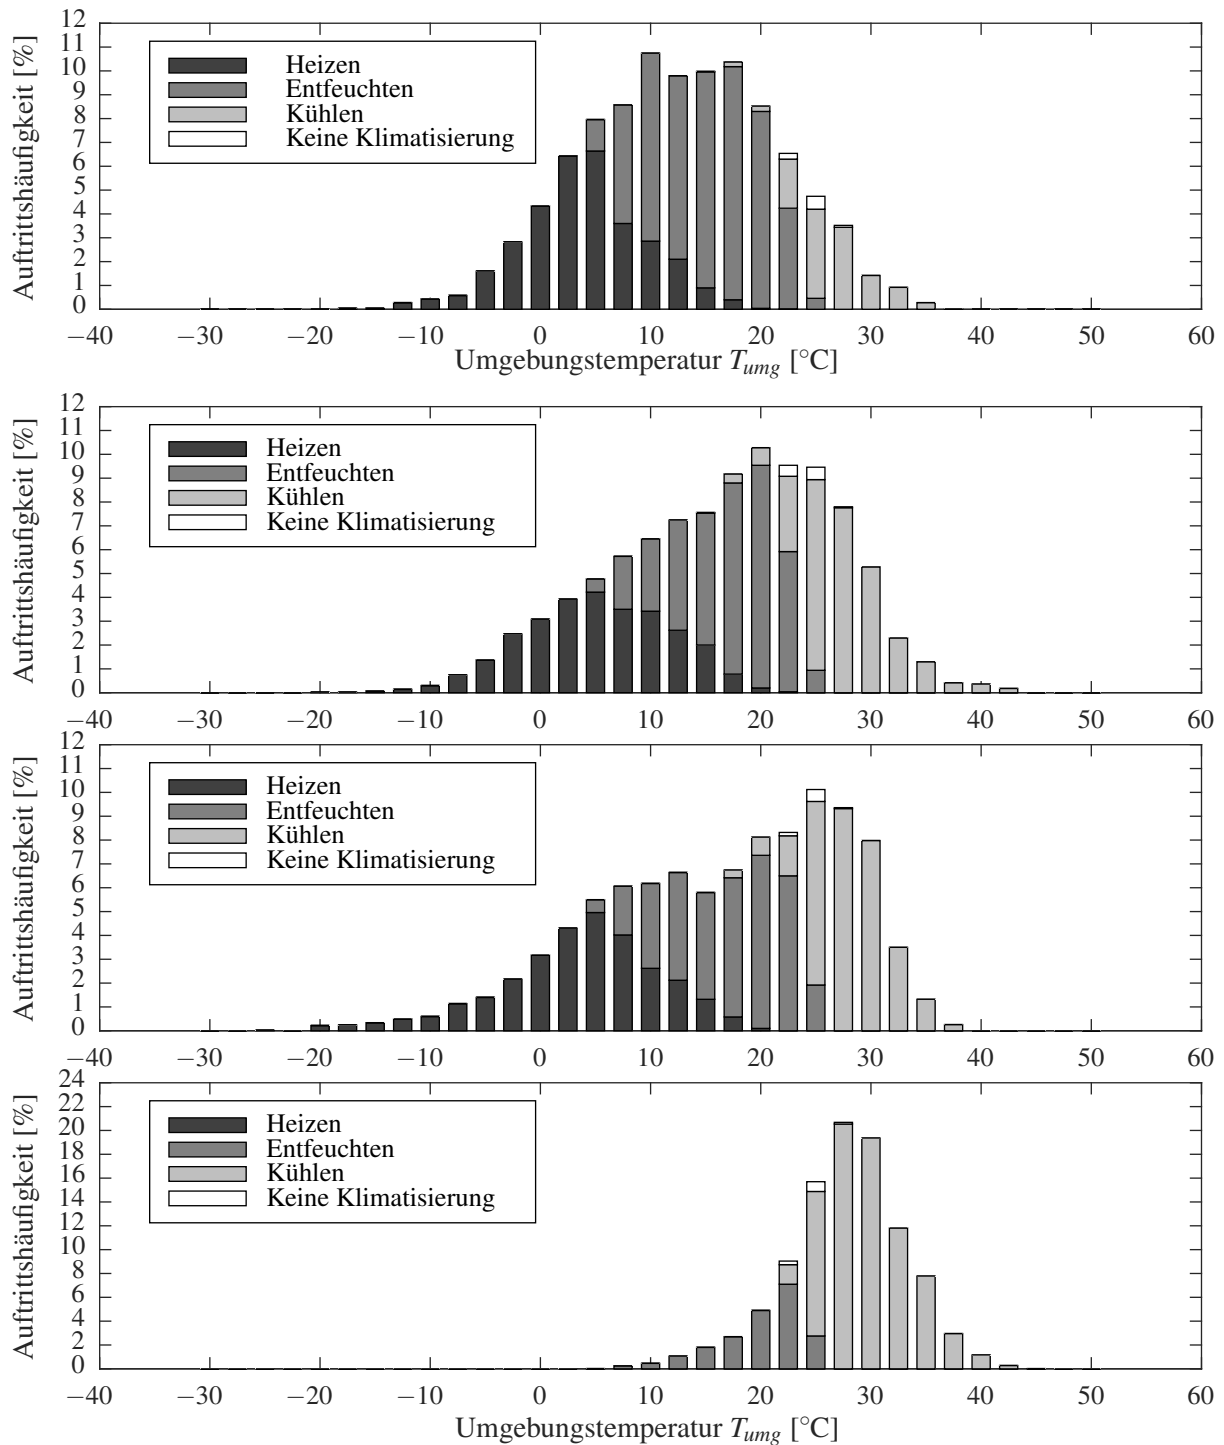 12
11
10
9
8
7
6
5
4
3
2
1
0
Auftrittshäufigkeit [%]
Heizen
Entfeuchten
Kühlen
Keine Klimatisierung
−40 −30 −20 −10 0 10 20 30 40 50 60
Umgebungstemperatur Tumg [°C]
12
11
10
9
8
7
6
5
4
3
2
1
0
Auftrittshäufigkeit [%]
Heizen
Entfeuchten
Kühlen
Keine Klimatisierung
−40 −30 −20 −10 0 10 20 30 40 50 60
12
11
10
9
8
7
6
5
4
3
2
1
0
Auftrittshäufigkeit [%]
Heizen
Entfeuchten
Kühlen
Keine Klimatisierung
−40 −30 −20 −10 0 10 20 30 40 50 60
24
22
20
18
16
14
12
10
8
6
4
2
0
Auftrittshäufigkeit [%]
Heizen
Entfeuchten
Kühlen
Keine Klimatisierung
−40 −30 −20 −10 0 10 20 30 40 50 60
Umgebungstemperatur Tumg [°C]